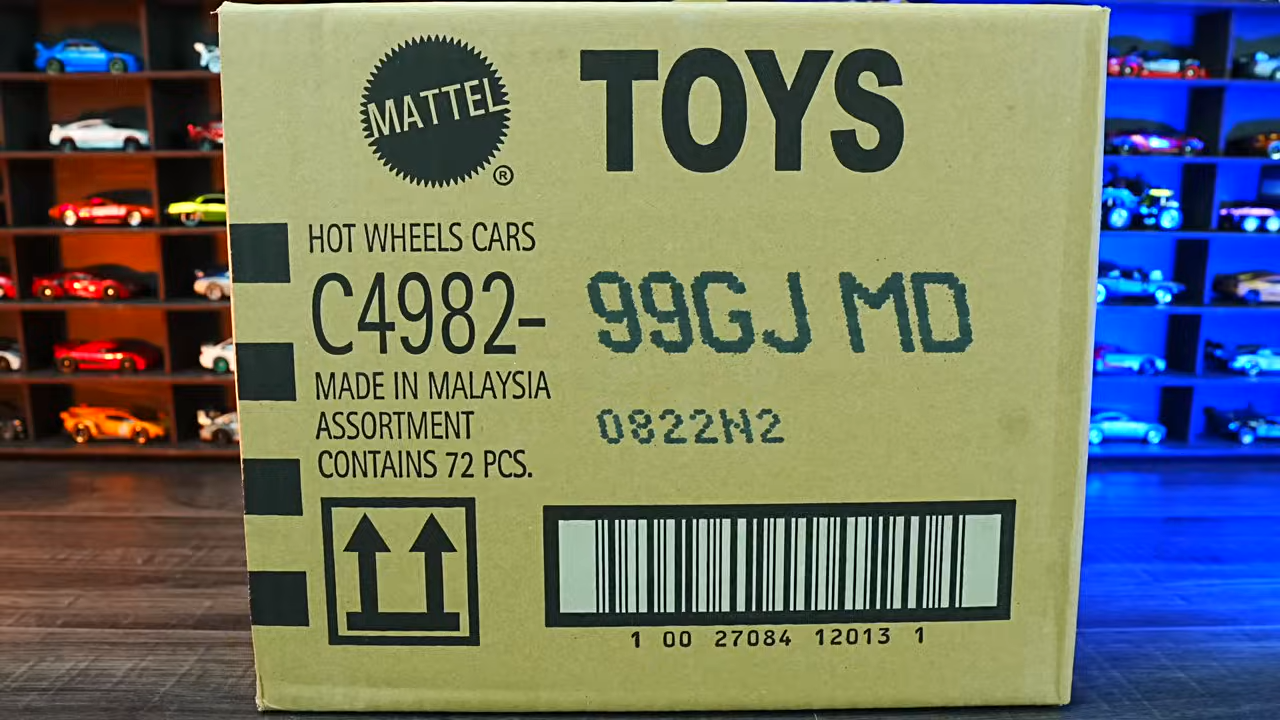 MATTEL ® TOYS
HOT WHEELS CARS
C4982- 99GJ MD
MADE IN MALAYSIA
ASSORTMENT 0822N2
CONTAINS 72 PCS.
1 00 27084 12013 1